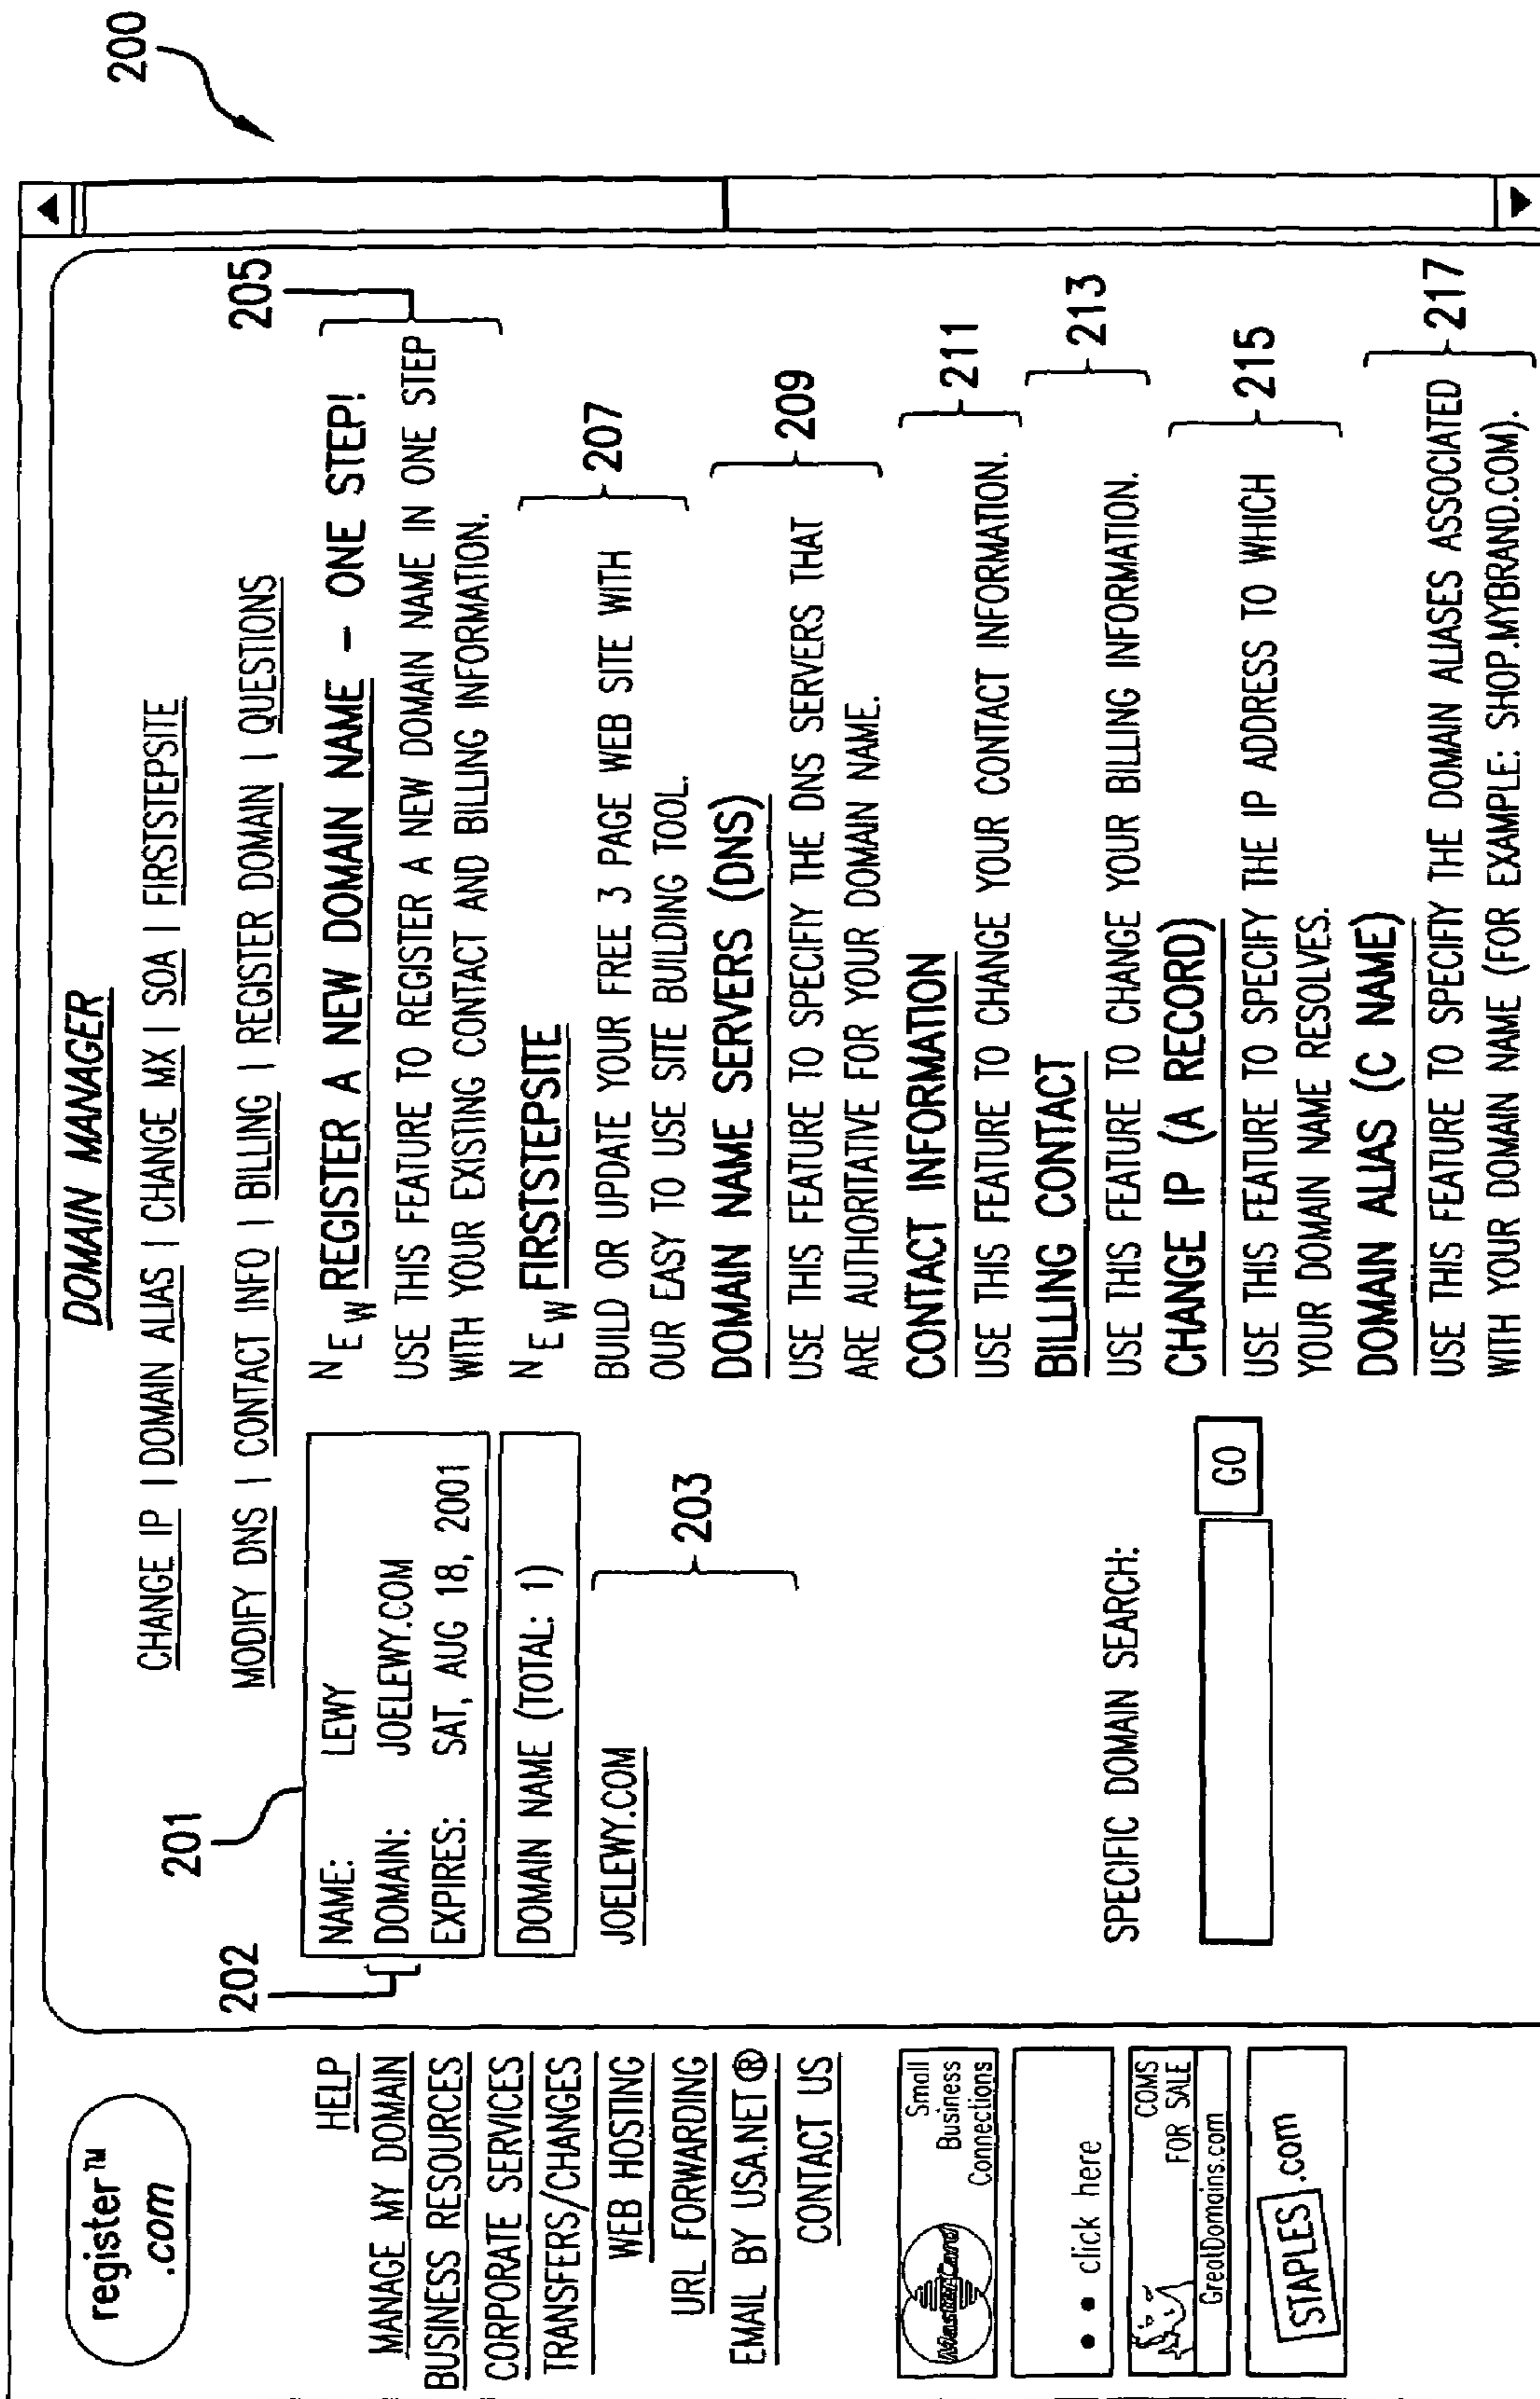 200
register™
.com
HELP
MANAGE MY DOMAIN
BUSINESS RESOURCES
CORPORATE SERVICES
TRANSFERS/CHANGES
WEB HOSTING
URL FORWARDING
EMAIL BY USA.NET®
CONTACT US
MasterCard
Small
Business
Connections
• • click here
COMS
FOR SALE
GreatDomains.com
STAPLES.com
DOMAIN MANAGER
CHANGE IP | DOMAIN ALIAS | CHANGE MX | SOA | FIRSTSTEPSITE
MODIFY DNS | CONTACT INFO | BILLING | REGISTER DOMAIN | QUESTIONS
201
202
NAME: LEWY
DOMAIN: JOELEWY.COM
EXPIRES: SAT, AUG 18, 2001
DOMAIN NAME (TOTAL: 1)
JOELEWY.COM
203
SPECIFIC DOMAIN SEARCH:
GO
NEW REGISTER A NEW DOMAIN NAME - ONE STEP!
USE THIS FEATURE TO REGISTER A NEW DOMAIN NAME IN ONE STEP
WITH YOUR EXISTING CONTACT AND BILLING INFORMATION.
205
NEW FIRSTSTEPSITE
BUILD OR UPDATE YOUR FREE 3 PAGE WEB SITE WITH
OUR EASY TO USE SITE BUILDING TOOL.
207
DOMAIN NAME SERVERS (DNS)
USE THIS FEATURE TO SPECIFIY THE DNS SERVERS THAT
ARE AUTHORITATIVE FOR YOUR DOMAIN NAME.
209
CONTACT INFORMATION
USE THIS FEATURE TO CHANGE YOUR CONTACT INFORMATION.
211
BILLING CONTACT
USE THIS FEATURE TO CHANGE YOUR BILLING INFORMATION.
213
CHANGE IP (A RECORD)
USE THIS FEATURE TO SPECIFY THE IP ADDRESS TO WHICH
YOUR DOMAIN NAME RESOLVES.
215
DOMAIN ALIAS (C NAME)
USE THIS FEATURE TO SPECIFIY THE DOMAIN ALIASES ASSOCIATED
WITH YOUR DOMAIN NAME (FOR EXAMPLE: SHOP.MYBRAND.COM).
217